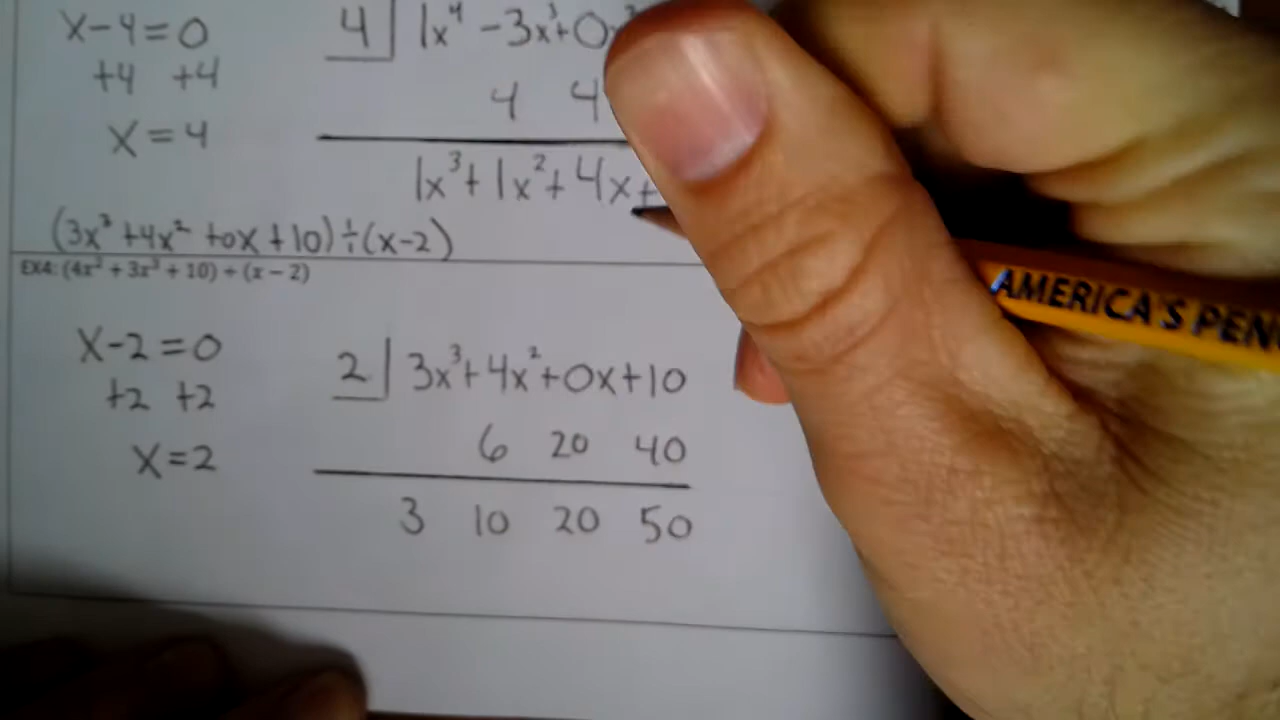 x-4=0 4 1x⁴ -3x³+0
+4 +4 4 4
x=4
1x³+1x²+4x+
(3x³+4x²+0x+10)÷(x-2)
EX4: (4x² + 3x³ + 10) ÷ (x − 2)
x-2=0 2 3x³+4x²+0x+10
+2 +2 6 20 40
x=2
3 10 20 50
AMERICA'S PEN